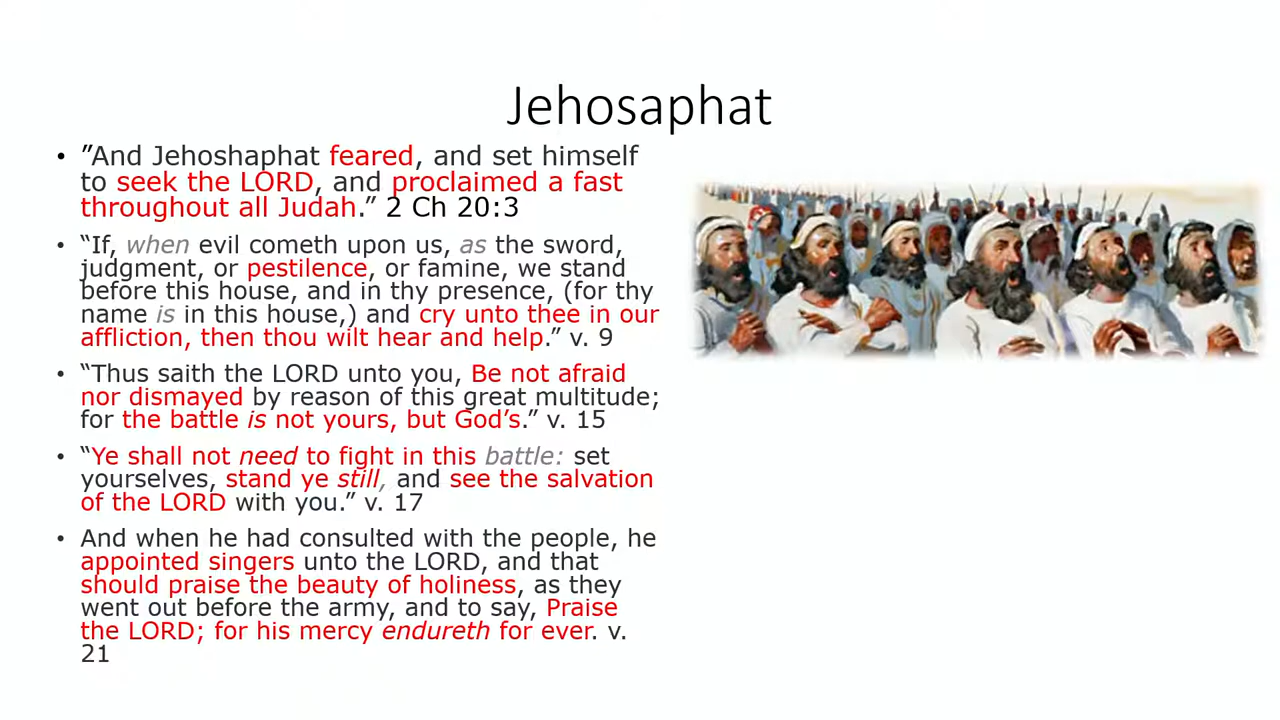 Jehosaphat
• ”And Jehoshaphat feared, and set himself
to seek the LORD, and proclaimed a fast
throughout all Judah.” 2 Ch 20:3
• “If, when evil cometh upon us, as the sword,
judgment, or pestilence, or famine, we stand
before this house, and in thy presence, (for thy
name is in this house,) and cry unto thee in our
affliction, then thou wilt hear and help.” v. 9
• “Thus saith the LORD unto you, Be not afraid
nor dismayed by reason of this great multitude;
for the battle is not yours, but God’s.” v. 15
• “Ye shall not need to fight in this battle: set
yourselves, stand ye still, and see the salvation
of the LORD with you.” v. 17
• And when he had consulted with the people, he
appointed singers unto the LORD, and that
should praise the beauty of holiness, as they
went out before the army, and to say, Praise
the LORD; for his mercy endureth for ever. v.
21